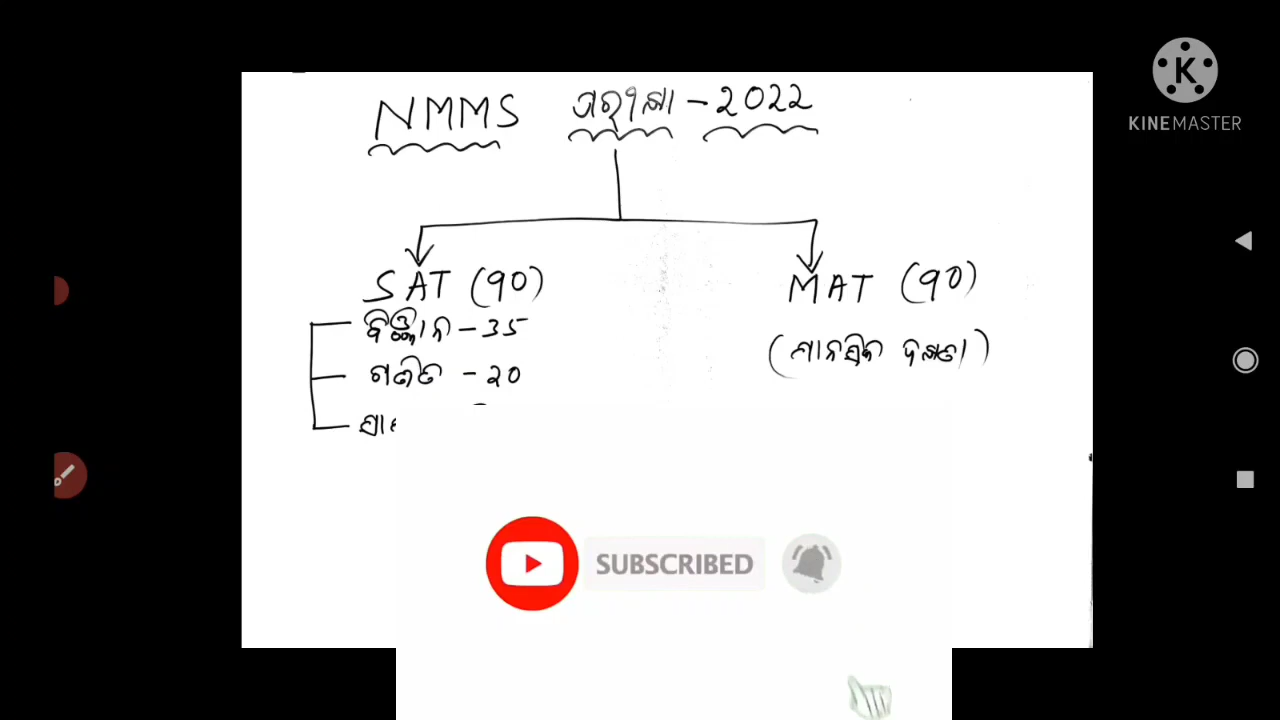 NMMS ପରୀକ୍ଷା - 2022
SAT (90)
ବିଜ୍ଞାନ - 35
ଗଣିତ - 20
MAT (90)
(ମାନସିକ ଦକ୍ଷତା)
SUBSCRIBED
K
KINEMASTER